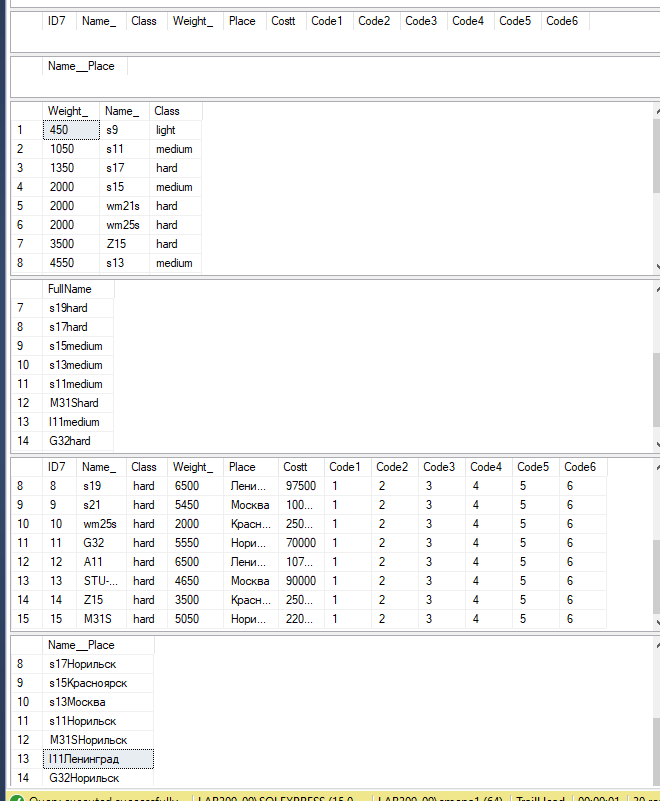 ID7 Name_ Class Weight_ Place Costt Code1 Code2 Code3 Code4 Code5 Code6
Name__Place
Weight_ Name_ Class
1 450 s9 light
2 1050 s11 medium
3 1350 s17 hard
4 2000 s15 medium
5 2000 wm21s hard
6 2000 wm25s hard
7 3500 Z15 hard
8 4550 s13 medium
FullName
7 s19hard
8 s17hard
9 s15medium
10 s13medium
11 s11medium
12 M31Shard
13 I11medium
14 G32hard
ID7 Name_ Class Weight_ Place Costt Code1 Code2 Code3 Code4 Code5 Code6
8 8 s19 hard 6500 Лени... 97500 1 2 3 4 5 6
9 9 s21 hard 5450 Москва 100... 1 2 3 4 5 6
10 10 wm25s hard 2000 Красн... 250... 1 2 3 4 5 6
11 11 G32 hard 5550 Нори... 70000 1 2 3 4 5 6
12 12 A11 hard 6500 Лени... 107... 1 2 3 4 5 6
13 13 STU-... hard 4650 Москва 90000 1 2 3 4 5 6
14 14 Z15 hard 3500 Красн... 250... 1 2 3 4 5 6
15 15 M31S hard 5050 Нори... 220... 1 2 3 4 5 6
Name__Place
8 s17Норильск
9 s15Красноярск
10 s13Москва
11 s11Норильск
12 M31SНорильск
13 I11Ленинград
14 G32Норильск
Query executed successfully